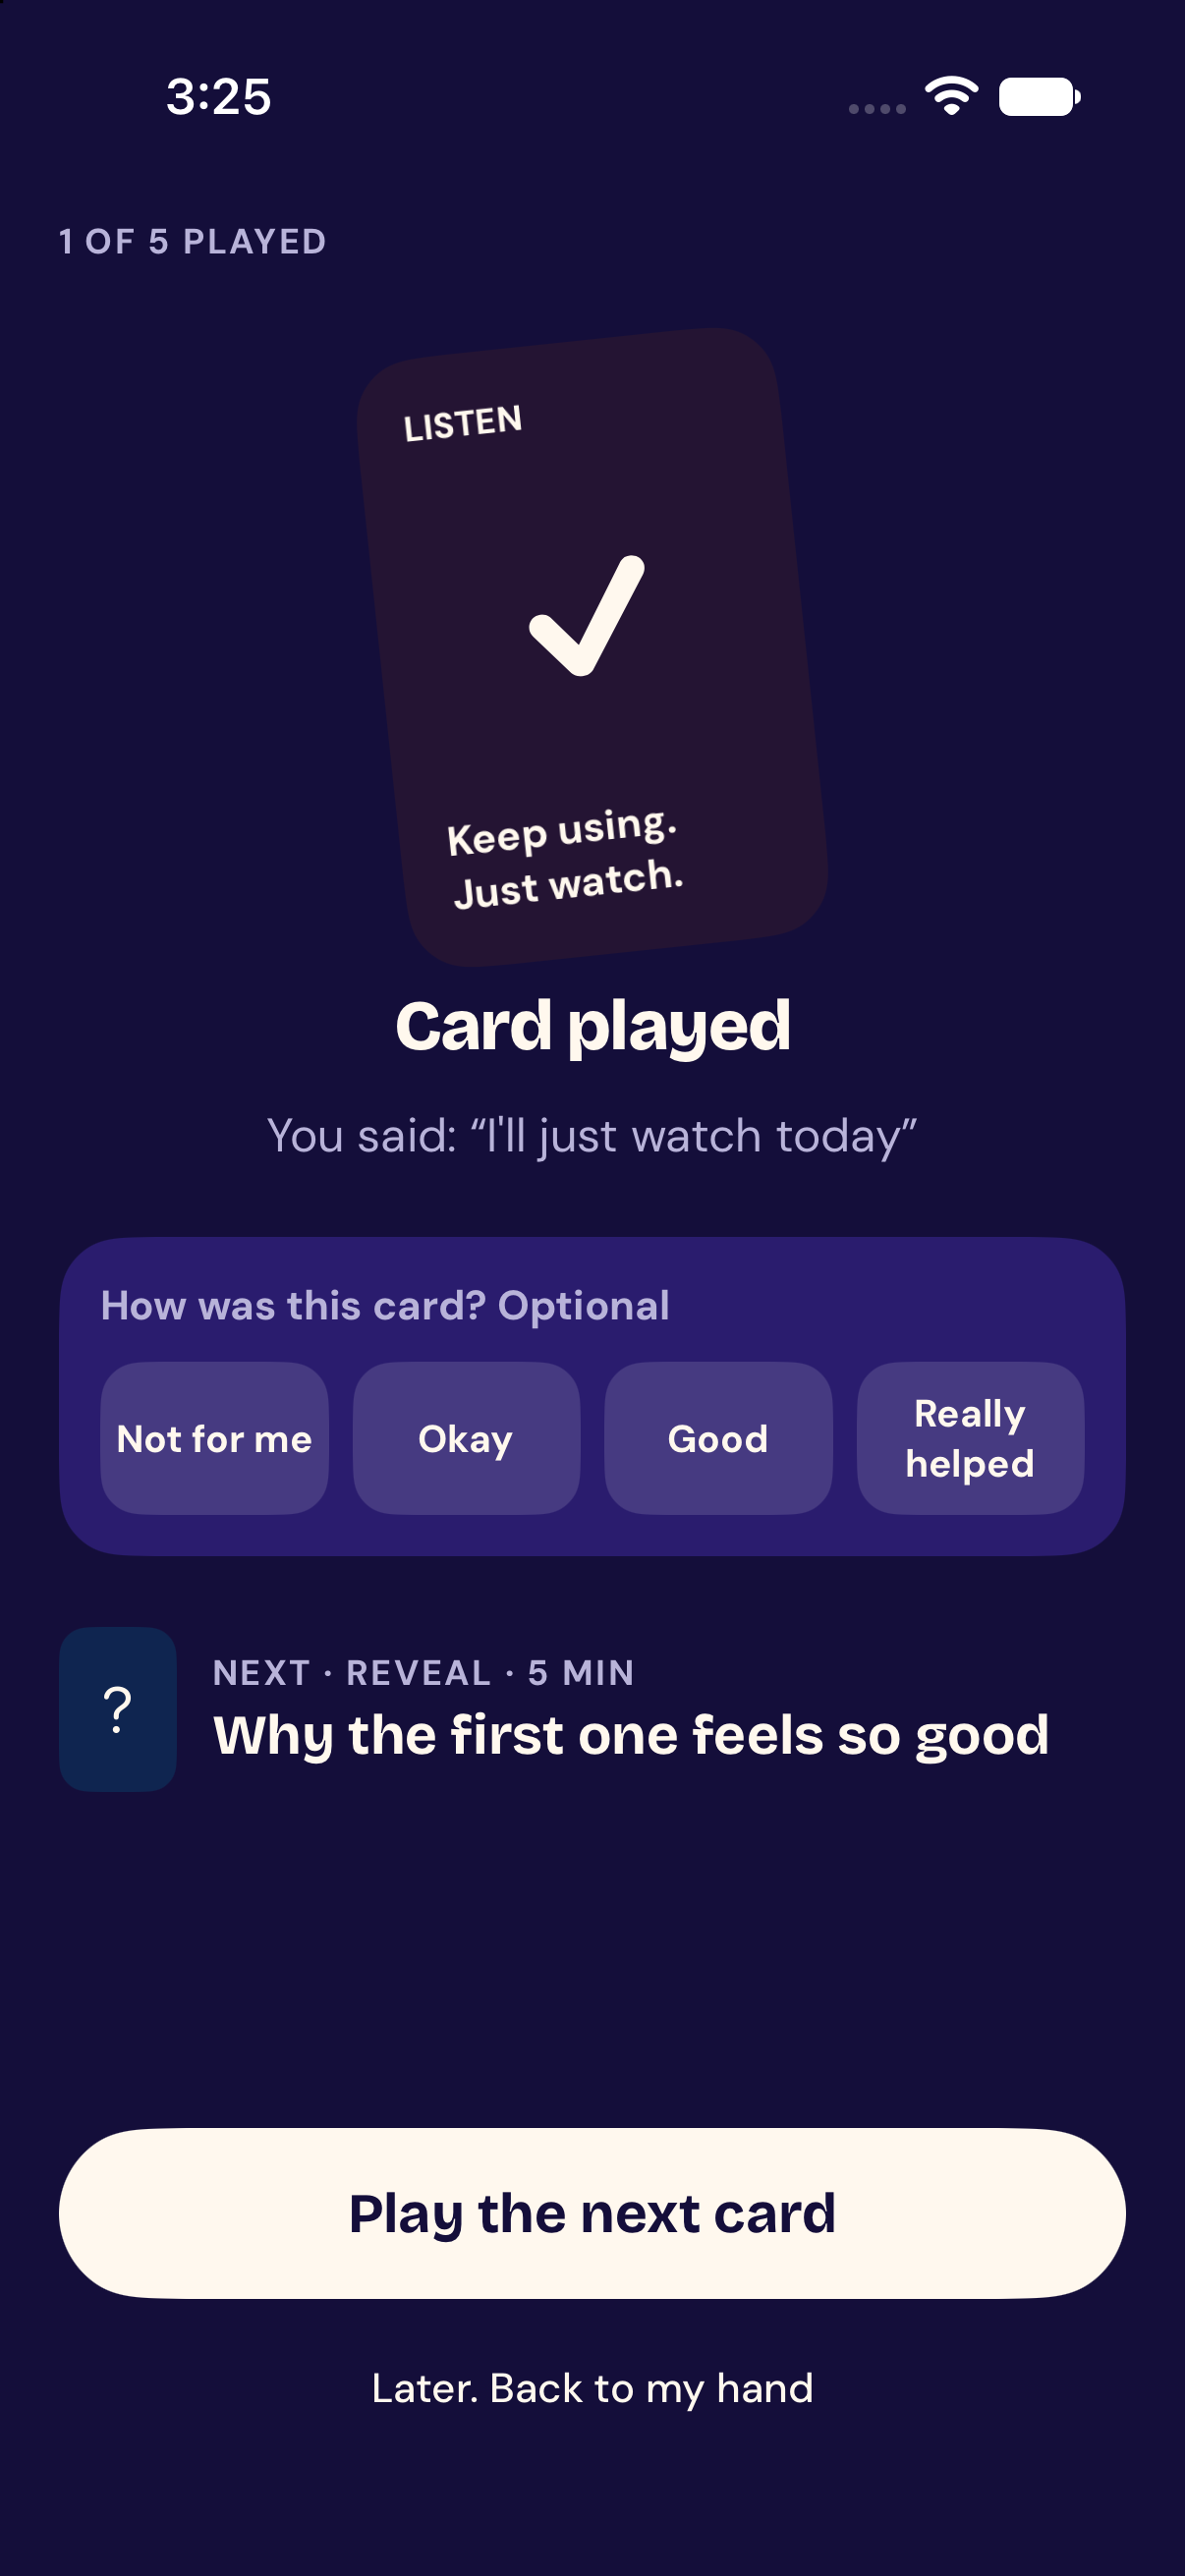 3:25
1 OF 5 PLAYED
LISTEN
Keep using.
Just watch.
Card played
You said: “I'll just watch today”
How was this card? Optional
Not for me
Okay
Good
Really
helped
?
NEXT · REVEAL · 5 MIN
Why the first one feels so good
Play the next card
Later. Back to my hand